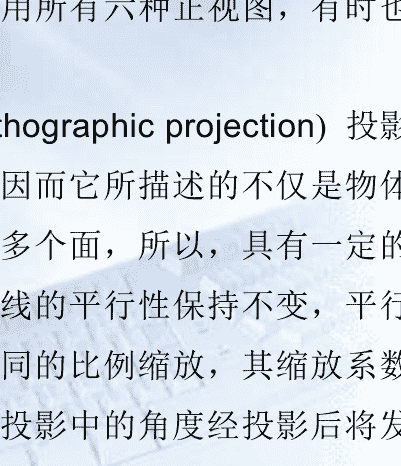 用所有六种正视图，有时也
thographic projection）投影
因而它所描述的不仅是物体
多个面，所以，具有一定的
线的平行性保持不变，平行
同的比例缩放，其缩放系数
投影中的角度经投影后将发